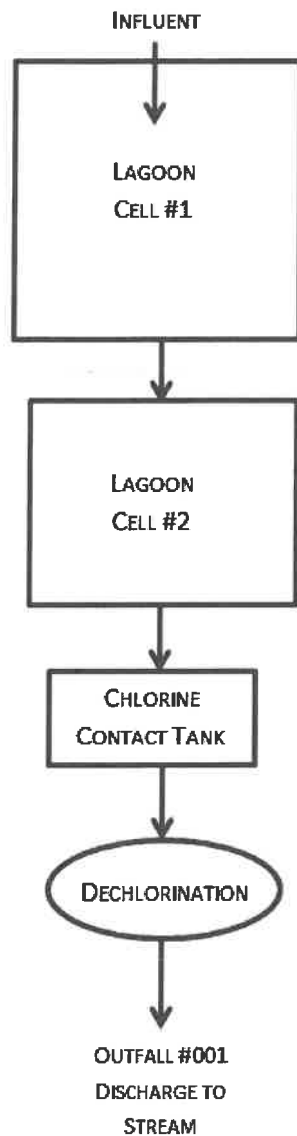 INFLUENT
LAGOON
CELL #1
LAGOON
CELL #2
CHLORINE
CONTACT TANK
DECHLORINATION
OUTFALL #001
DISCHARGE TO
STREAM